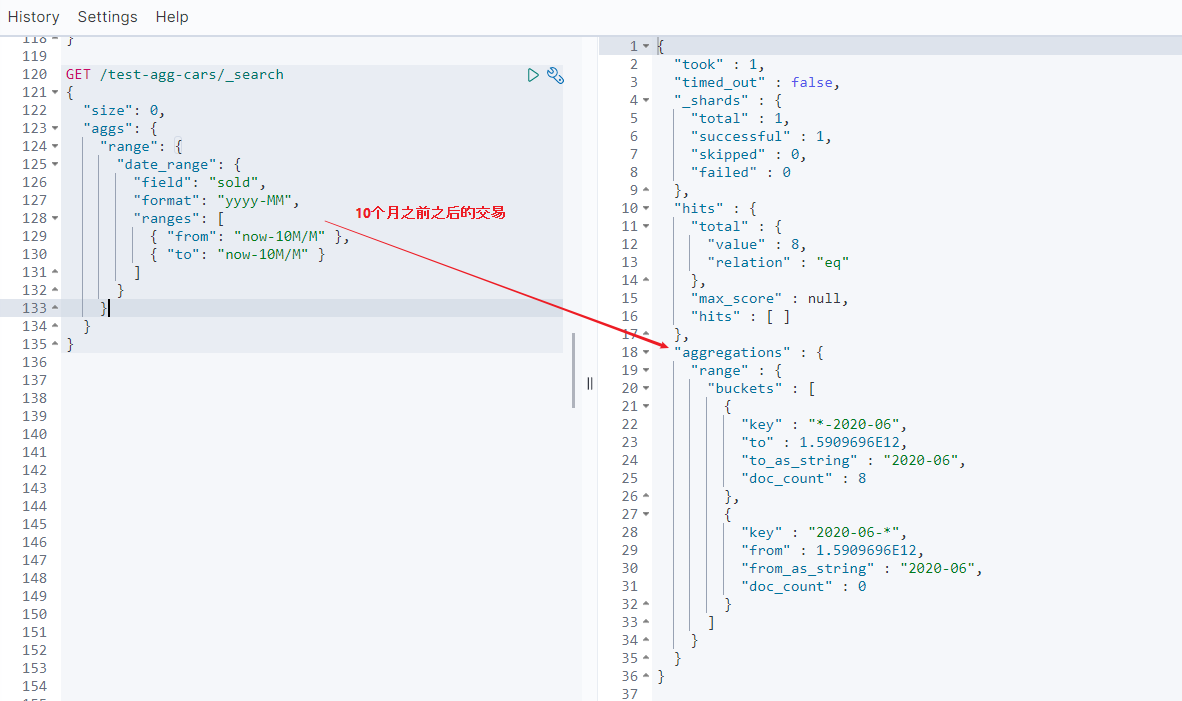 History Settings Help
118 }
119
120 GET /test-agg-cars/_search
121 {
122 "size": 0,
123 "aggs": {
124 "range": {
125 "date_range": {
126 "field": "sold",
127 "format": "yyyy-MM",
128 "ranges": [
129 { "from": "now-10M/M" },
130 { "to": "now-10M/M" }
131 ]
132 }
133 }
134 }
135 }
136
137
138
139
140
141
142
143
144
145
146
147
148
149
150
151
152
153
154
155
10个月之前之后的交易
1 {
2 "took" : 1,
3 "timed_out" : false,
4 "_shards" : {
5 "total" : 1,
6 "successful" : 1,
7 "skipped" : 0,
8 "failed" : 0
9 },
10 "hits" : {
11 "total" : {
12 "value" : 8,
13 "relation" : "eq"
14 },
15 "max_score" : null,
16 "hits" : [ ]
17 },
18 "aggregations" : {
19 "range" : {
20 "buckets" : [
21 {
22 "key" : "*-2020-06",
23 "to" : 1.5909696E12,
24 "to_as_string" : "2020-06",
25 "doc_count" : 8
26 },
27 {
28 "key" : "2020-06-*",
29 "from" : 1.5909696E12,
30 "from_as_string" : "2020-06",
31 "doc_count" : 0
32 }
33 ]
34 }
35 }
36 }
37